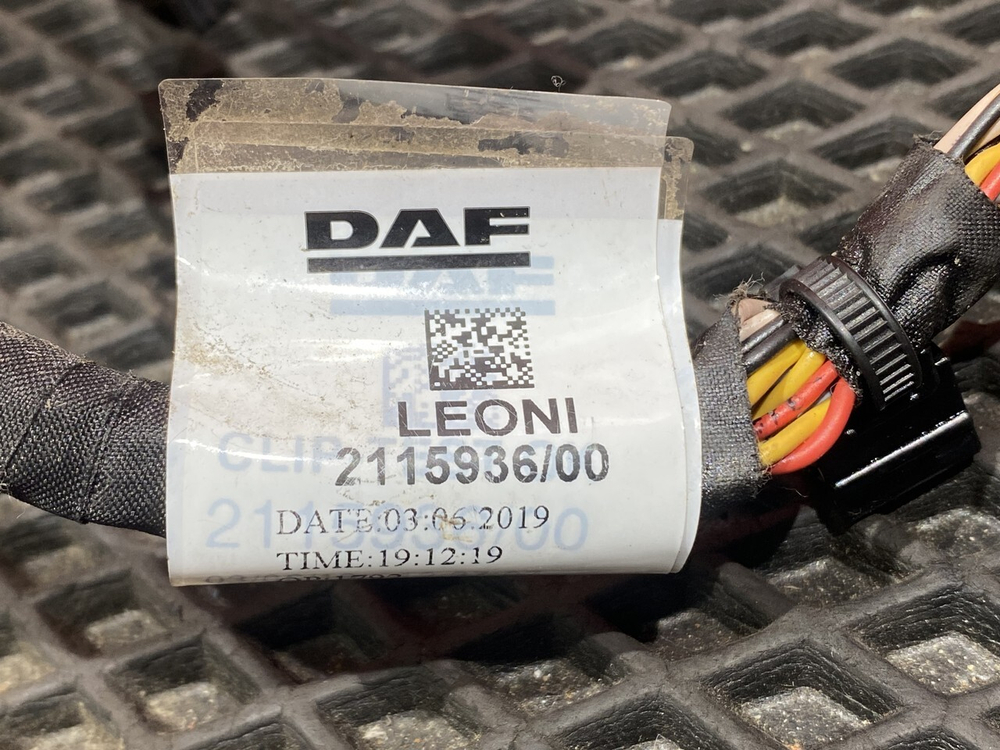 DAF
LEONI
2115936/00
DATE:03:06.2019
TIME:19:12:19